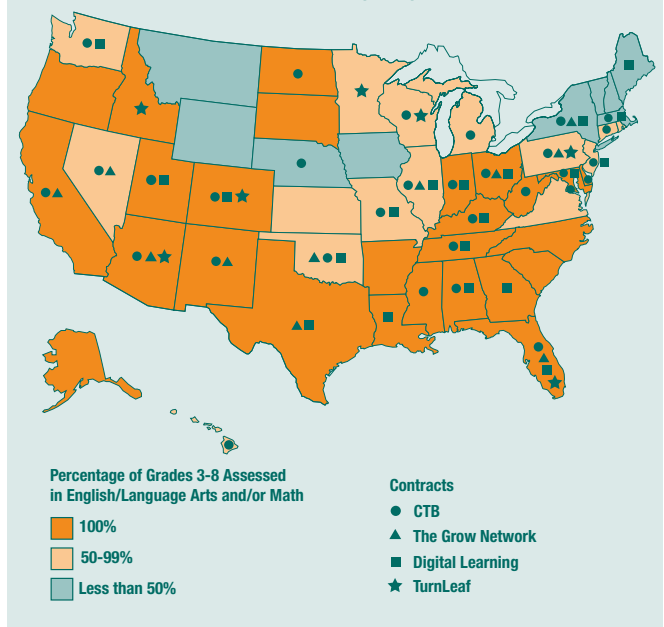 Percentage of Grades 3-8 Assessed
in English/Language Arts and/or Math
100%
50-99%
Less than 50%
Contracts
CTB
The Grow Network
Digital Learning
TurnLeaf